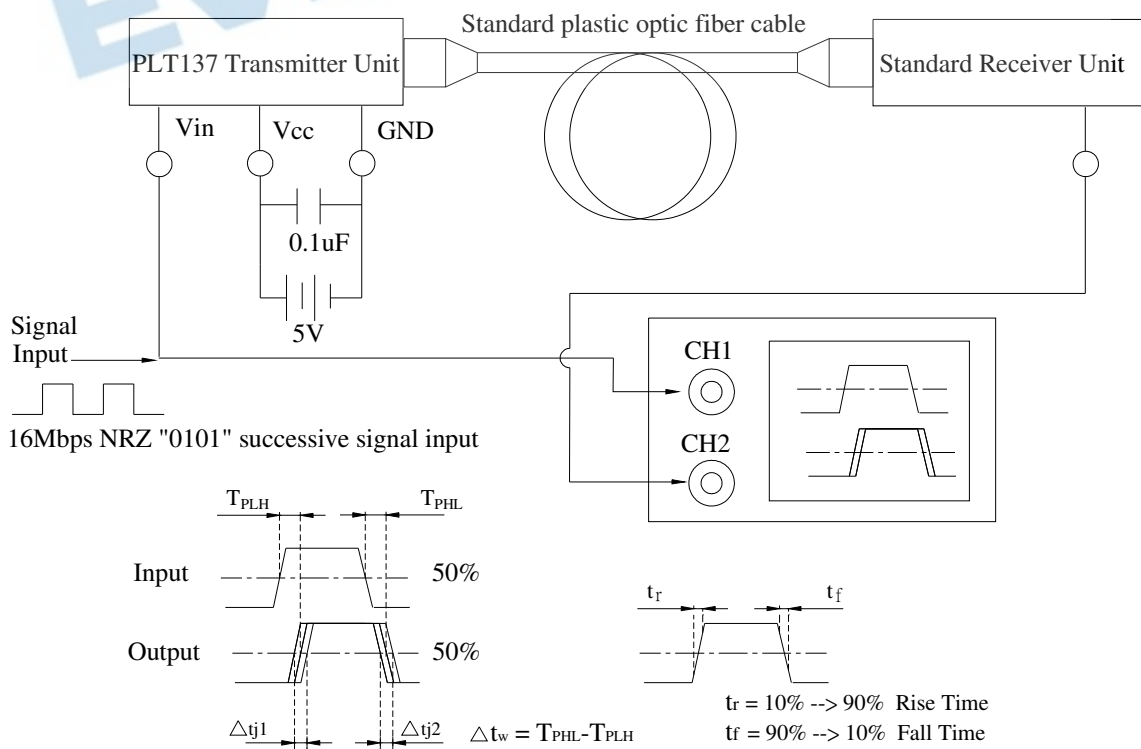 Standard plastic optic fiber cable
PLT137 Transmitter Unit
Standard Receiver Unit
Vin
Vcc
GND
0.1uF
5V
Signal
Input
16Mbps NRZ "0101" successive signal input
CH1
CH2
TPLH
TPHL
Input
50%
Output
50%
△tj1
△tj2
△tw = TPHL-TPLH
tr
tf
tr = 10% --> 90% Rise Time
tf = 90% --> 10% Fall Time